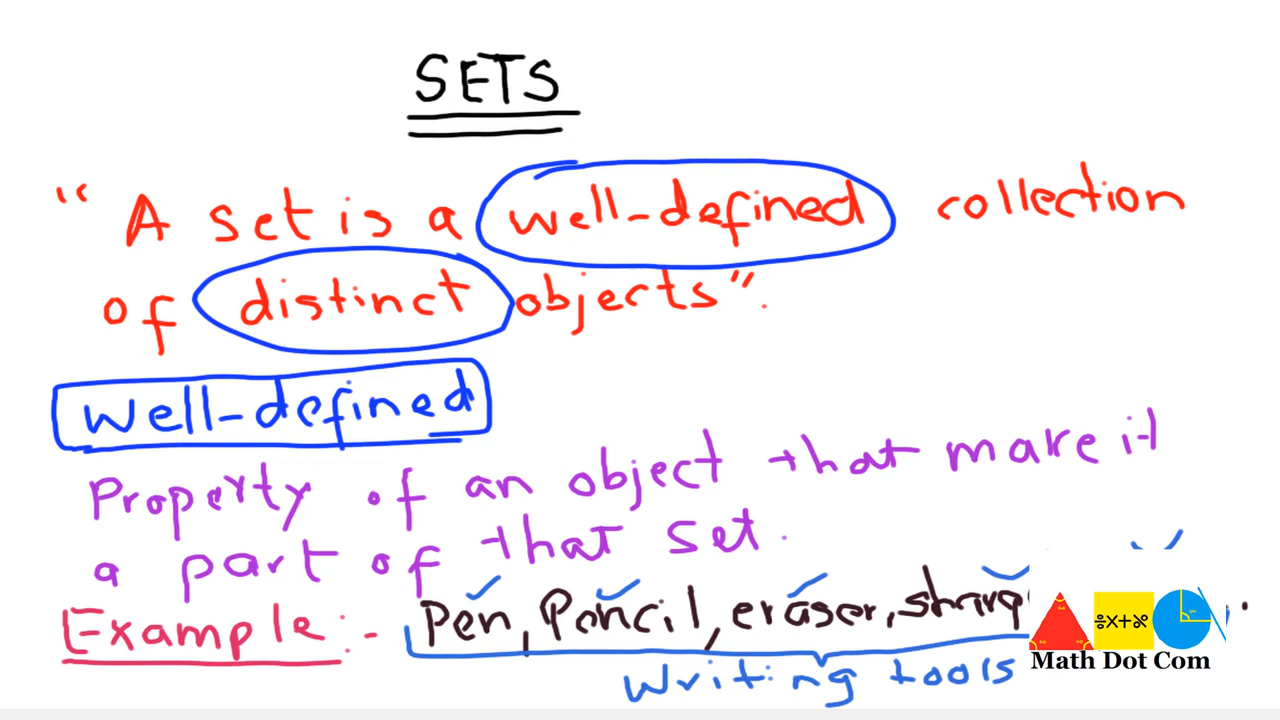 SETS
“A set is a well-defined collection
of distinct objects”.
well-defined
Property of an object that make it
a part of that set.
Example:- Pen, Pencil, eraser, sharp
writing tools
÷X+%
Math Dot Com